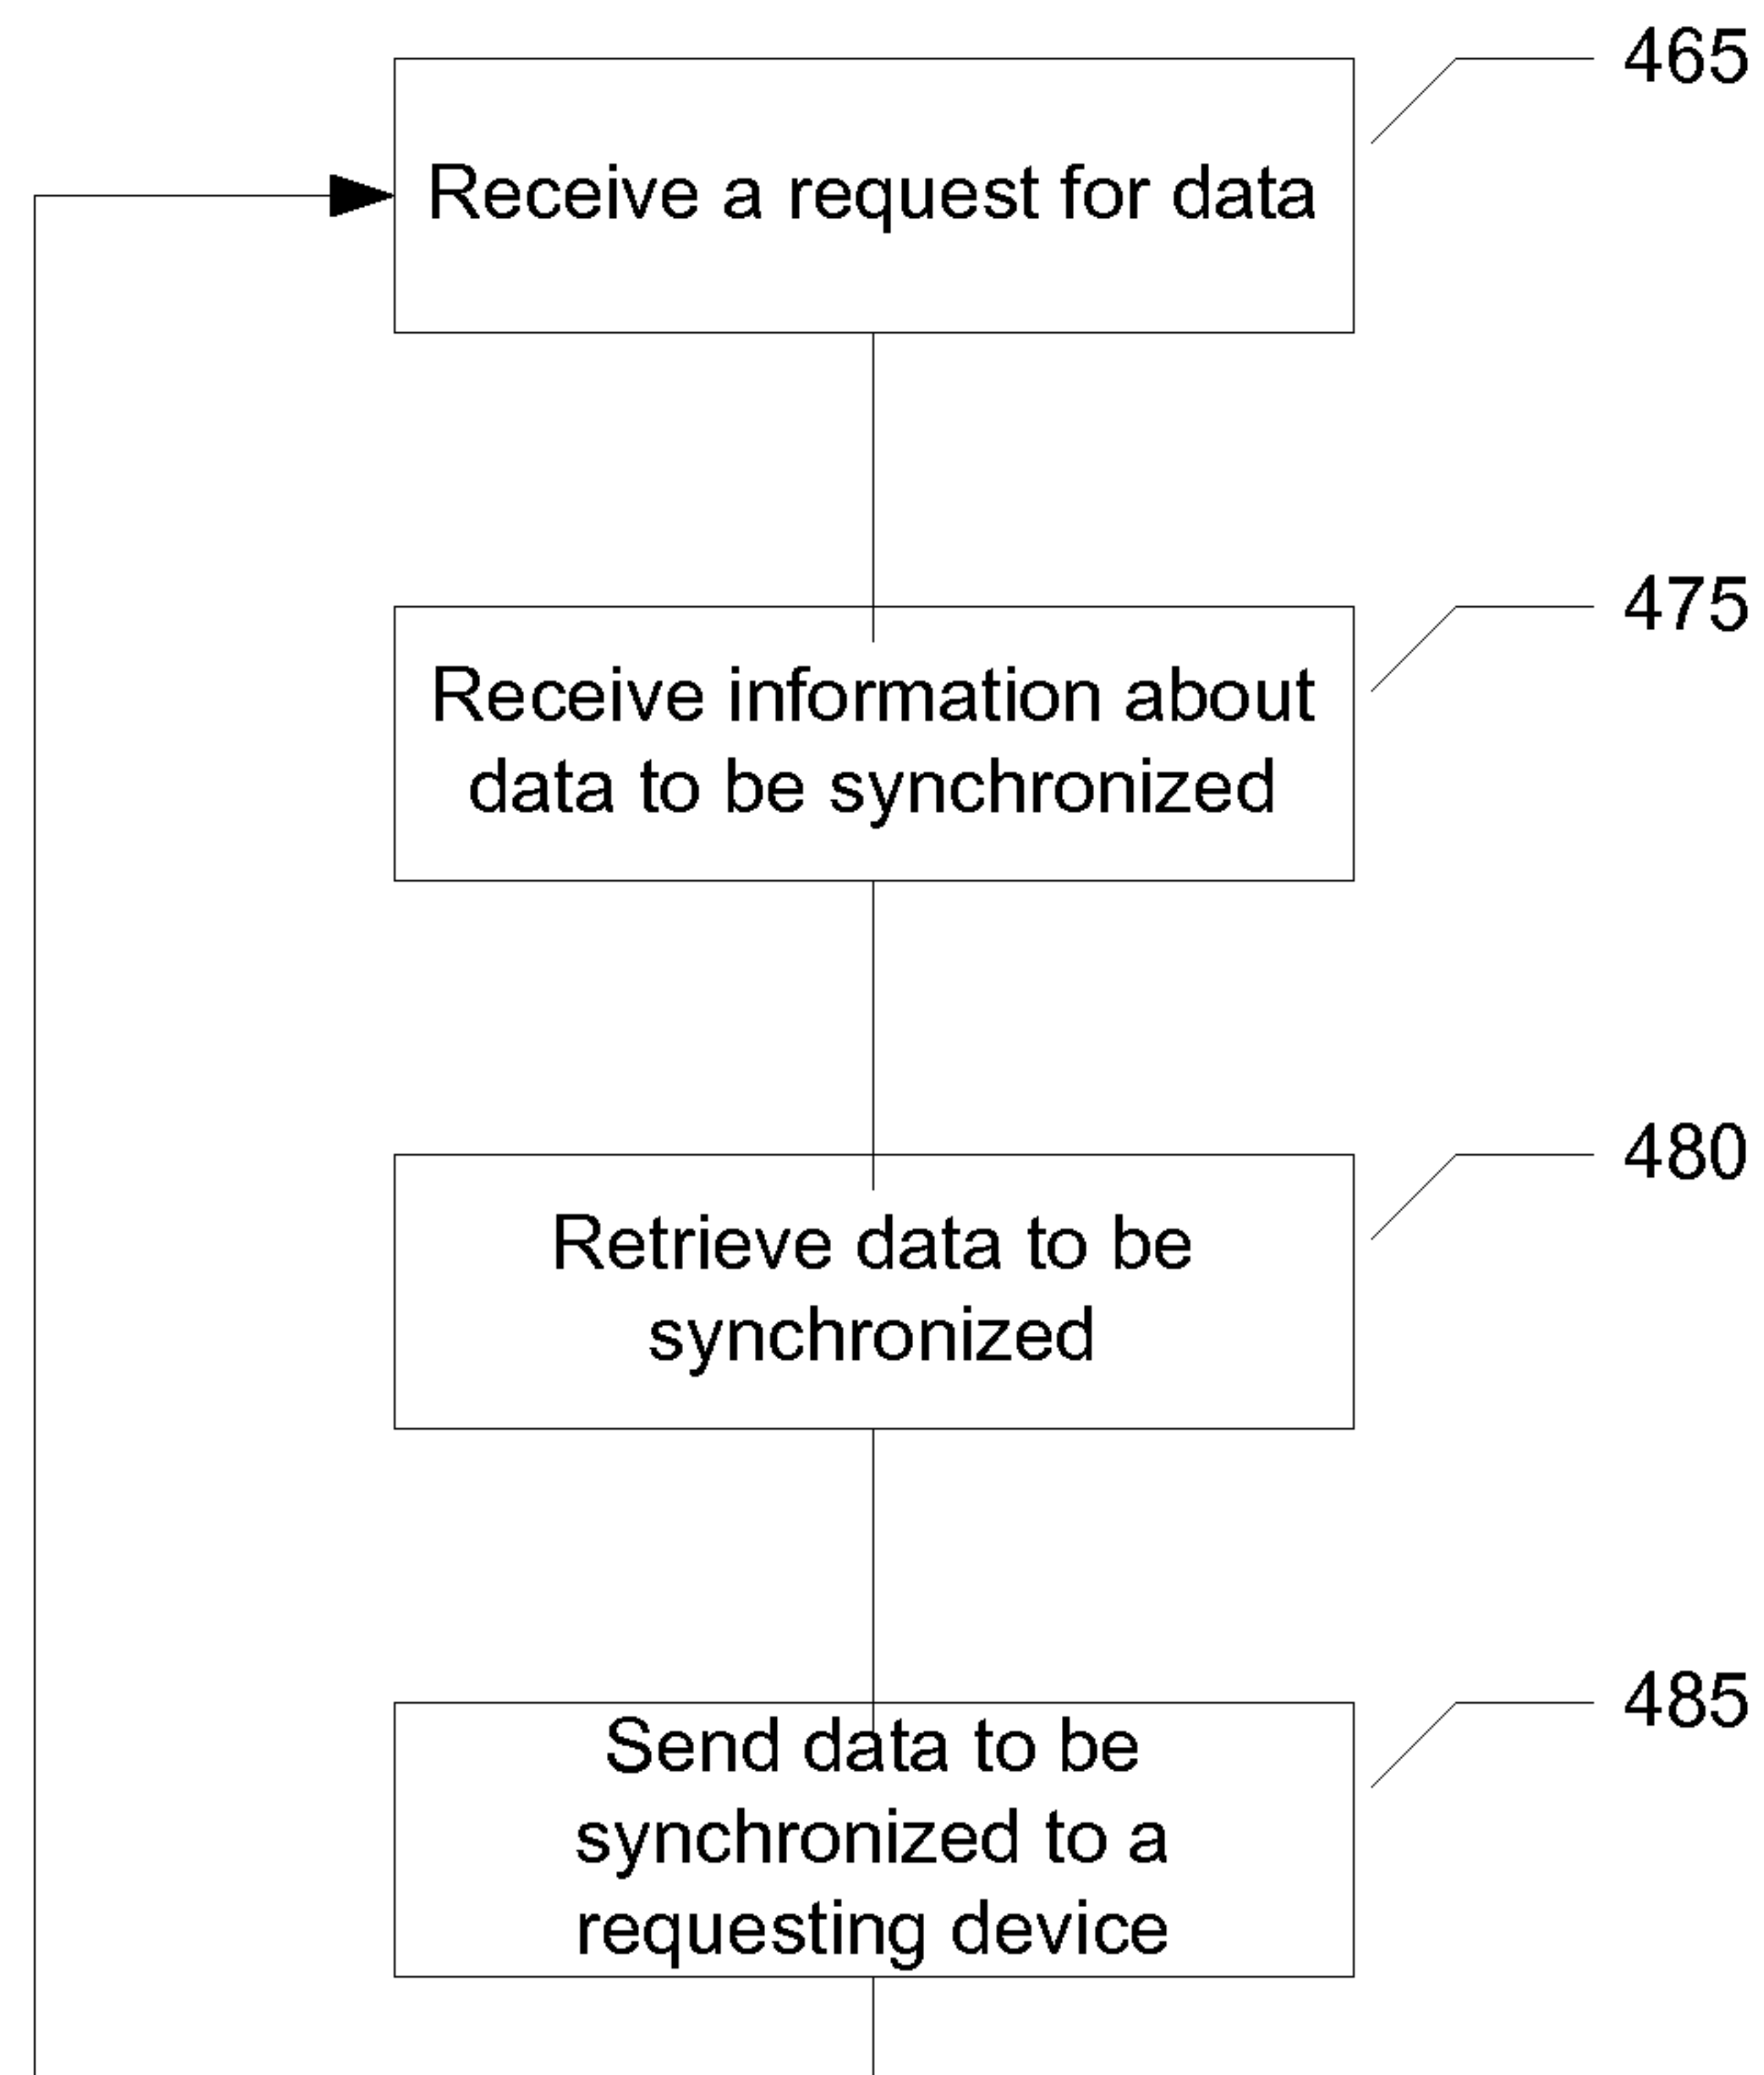 465
Receive a request for data
475
Receive information about
data to be synchronized
480
Retrieve data to be
synchronized
485
Send data to be
synchronized to a
requesting device